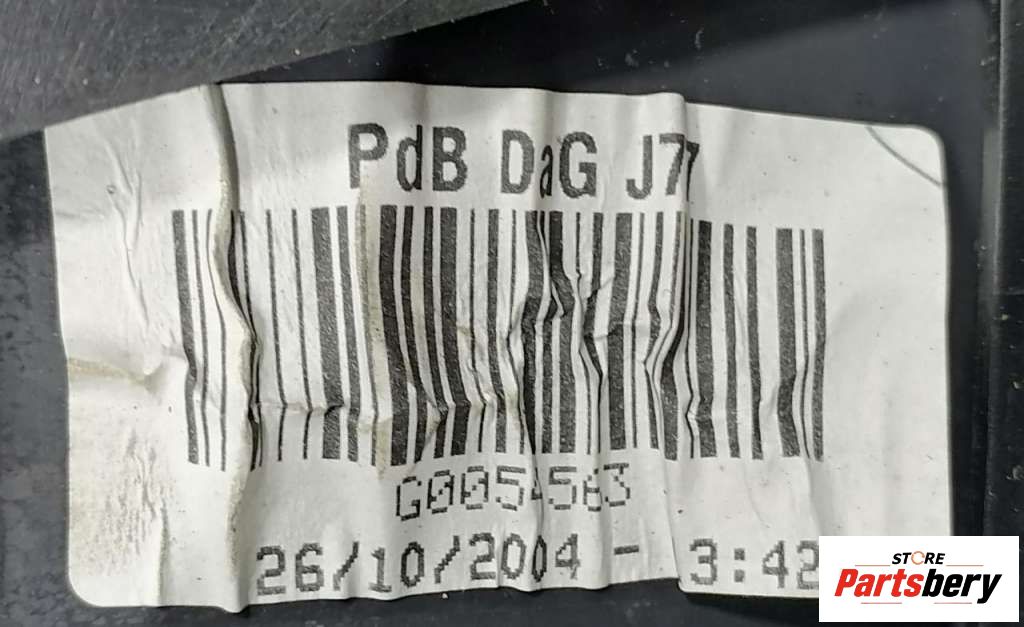 PdB DaG J77
G0054563
26/10/2004 - 3:42
STORE
Partsbery